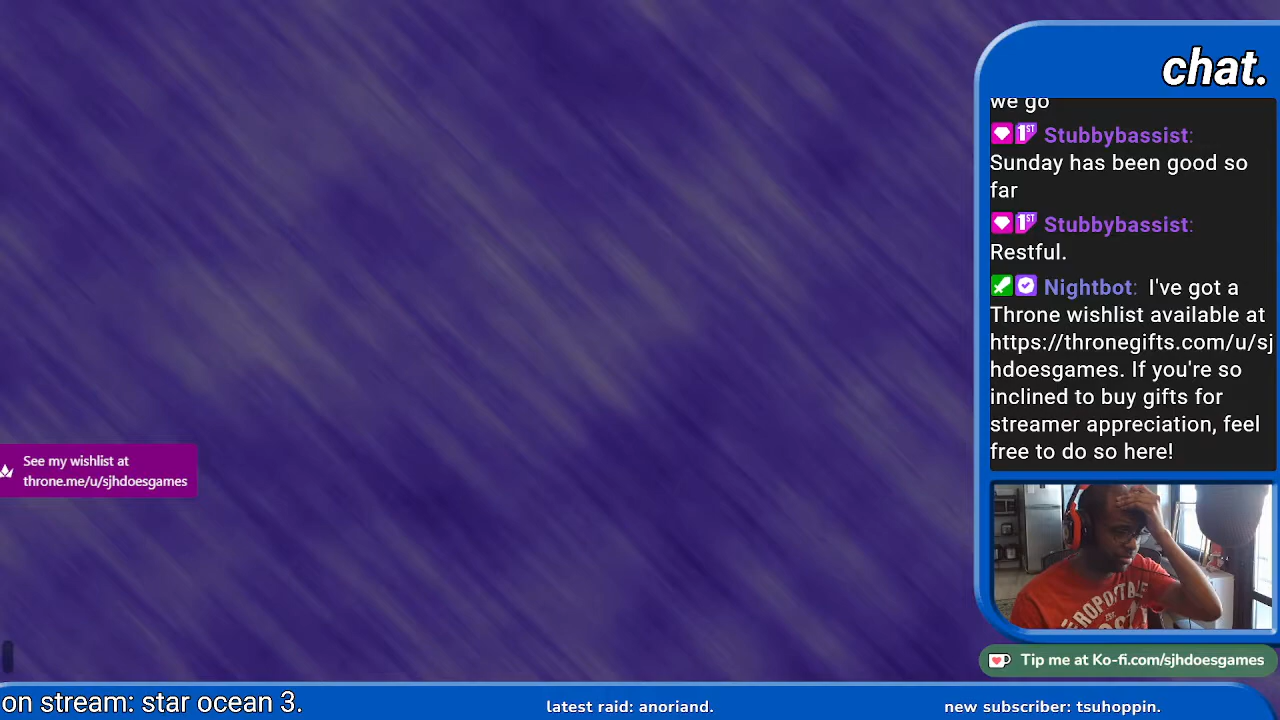 chat.
we go
Stubbybassist:
Sunday has been good so
far
Stubbybassist:
Restful.
Nightbot: I've got a
Throne wishlist available at
https://thronegifts.com/u/sj
hdoesgames. If you're so
inclined to buy gifts for
streamer appreciation, feel
free to do so here!
See my wishlist at
throne.me/u/sjhdoesgames
Tip me at Ko-fi.com/sjhdoesgames
on stream: star ocean 3.
latest raid: anoriand.
new subscriber: tsuhoppin.